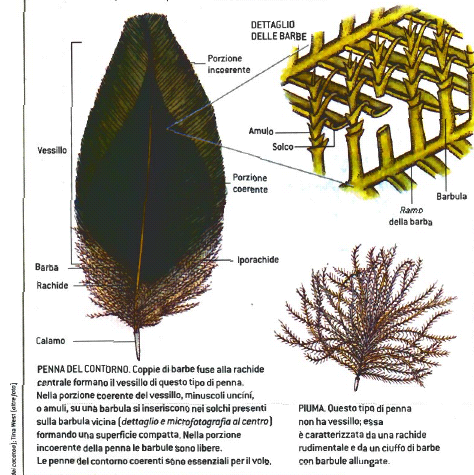 DETTAGLIO
DELLE BARBE
Porzione
incoerente
Amulo
Solco
Vessillo
Porzione
coerente
Barbula
Ramo
della barba
Barba
Iporachide
Rachide
Calamo
PENNA DEL CONTORNO. Coppie di barbe fuse alla rachide
centrale formano il vessillo di questo tipo di penna.
Nella porzione coerente del vessillo, minuscoli uncini,
o amuli, su una barbula si inseriscono nei solchi presenti
sulla barbula vicina (dettaglio e microfotografia al centro)
formando una superficie compatta. Nella porzione
incoerente della penna le barbule sono libere.
Le penne del contorno coerenti sono essenziali per il volo.
PIUMA. Questo tipo di penna
non ha vessillo; essa
è caratterizzata da una rachide
rudimentale e da un ciuffo di barbe
con barbule allungate.